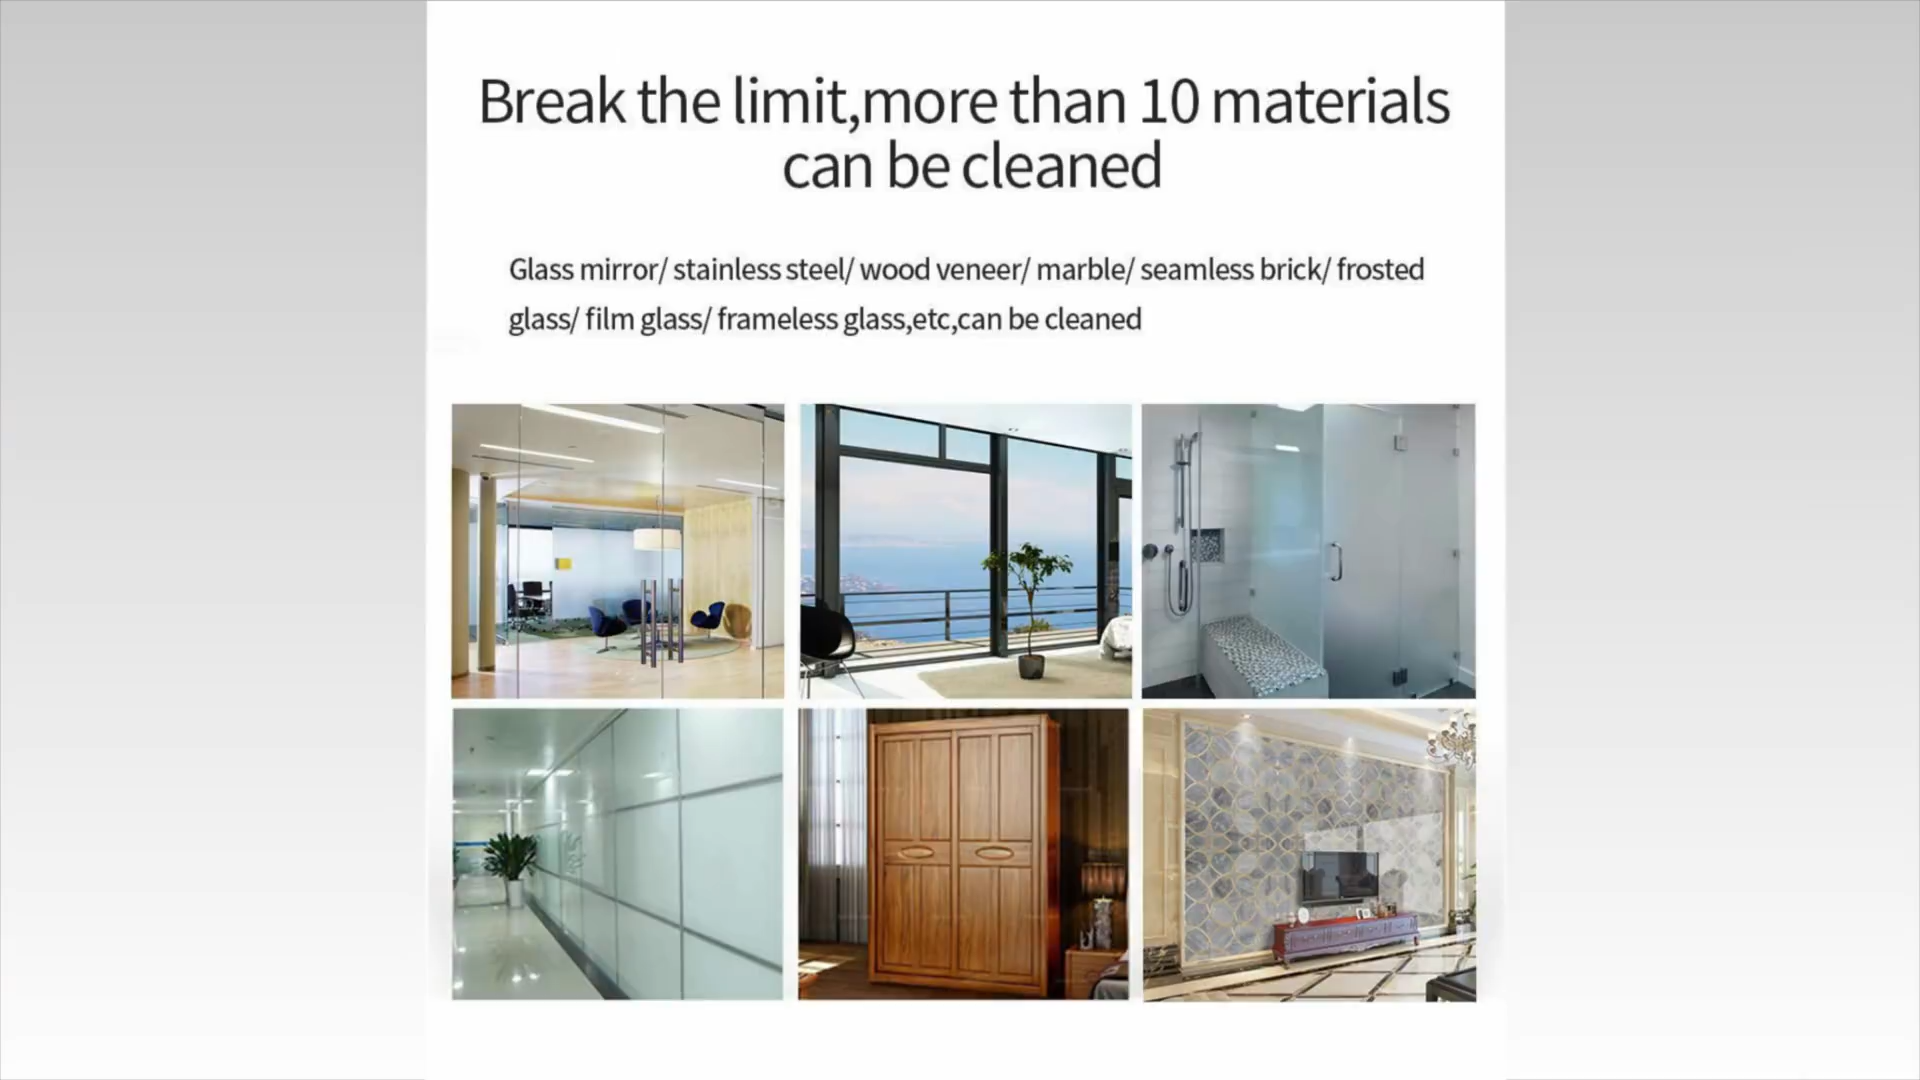 Break the limit,more than 10 materials
can be cleaned
Glass mirror/ stainless steel/ wood veneer/ marble/ seamless brick/ frosted
glass/ film glass/ frameless glass,etc,can be cleaned